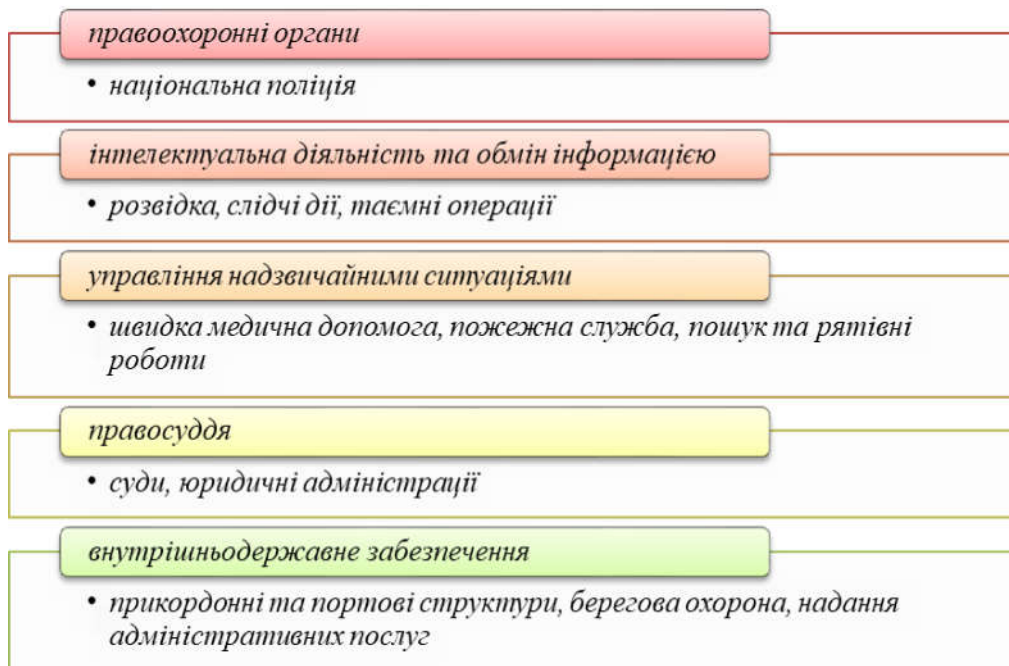 правоохоронні органи
• національна поліція
інтелектуальна діяльність та обмін інформацією
• розвідка, слідчі дії, таємні операції
управління надзвичайними ситуаціями
• швидка медична допомога, пожежна служба, пошук та рятівні
роботи
правосуддя
• суди, юридичні адміністрації
внутрішньодержавне забезпечення
• прикордонні та портові структури, берегова охорона, надання
адміністративних послуг